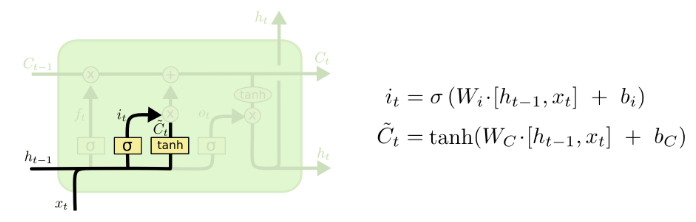 h_t
C_{t-1}
C_t
tanh
f_t
i_t
o_t
C̃_t
σ
σ
tanh
σ
h_{t-1}
h_t
x_t
i_t = σ (W_i·[h_{t-1}, x_t] + b_i)
C̃_t = tanh(W_C·[h_{t-1}, x_t] + b_C)